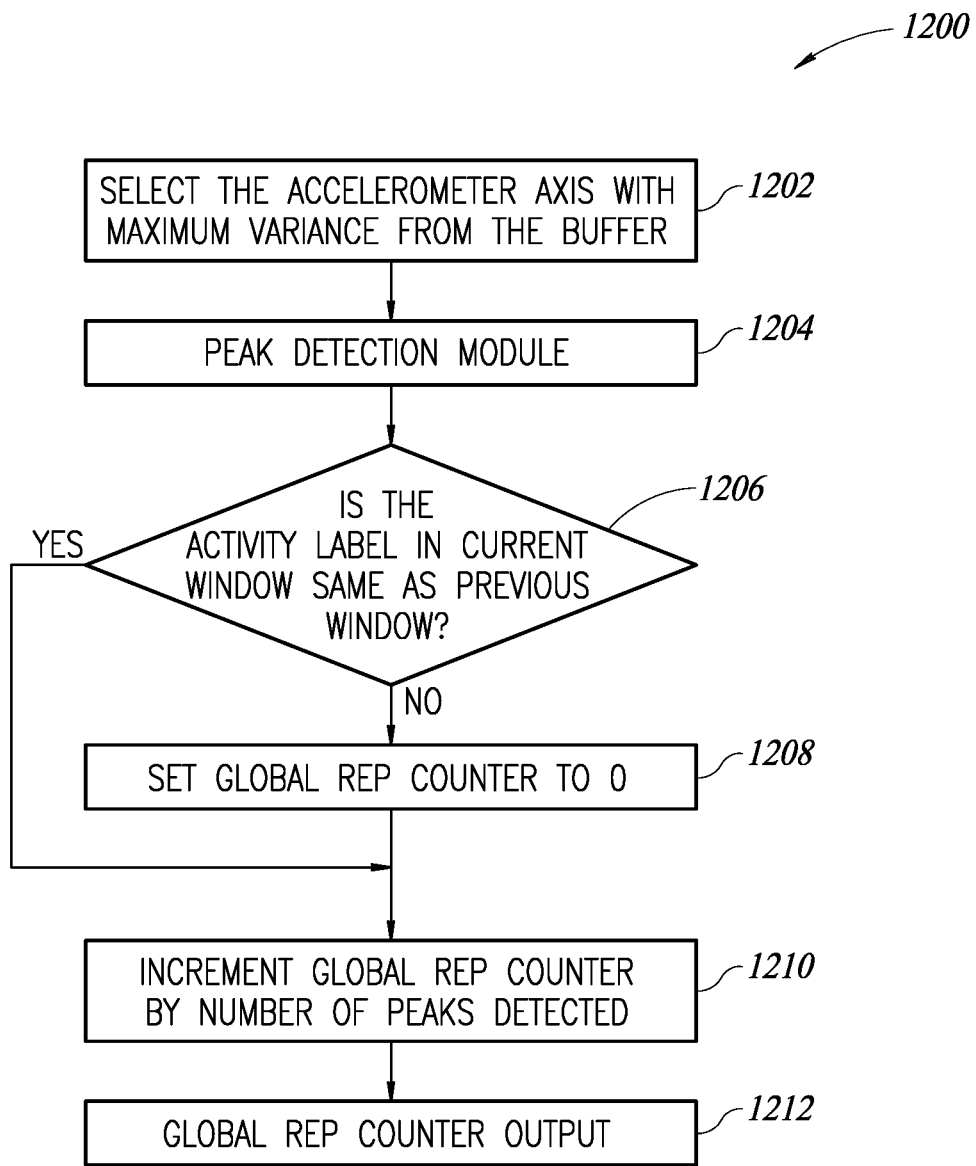 1200
SELECT THE ACCELEROMETER AXIS WITH
MAXIMUM VARIANCE FROM THE BUFFER
1202
PEAK DETECTION MODULE
1204
IS THE
ACTIVITY LABEL IN CURRENT
WINDOW SAME AS PREVIOUS
WINDOW?
1206
YES
NO
SET GLOBAL REP COUNTER TO 0
1208
INCREMENT GLOBAL REP COUNTER
BY NUMBER OF PEAKS DETECTED
1210
GLOBAL REP COUNTER OUTPUT
1212